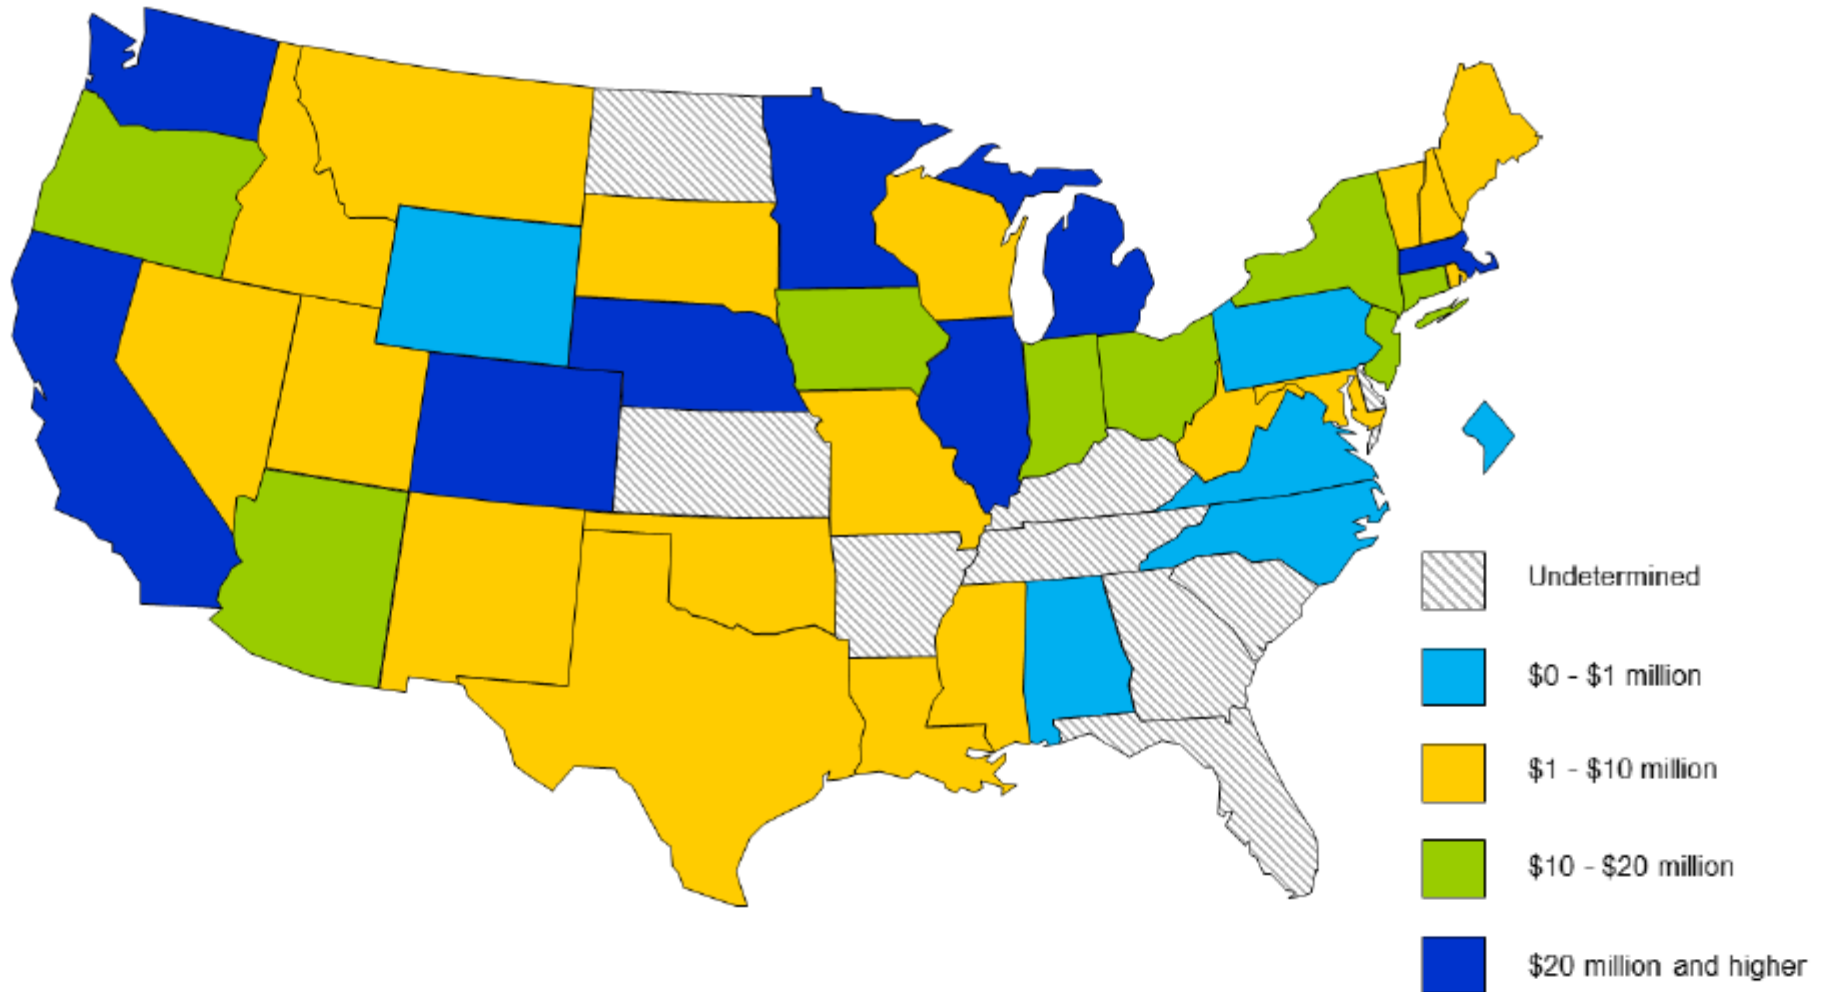 Undetermined
$0 - $1 million
$1 - $10 million
$10 - $20 million
$20 million and higher